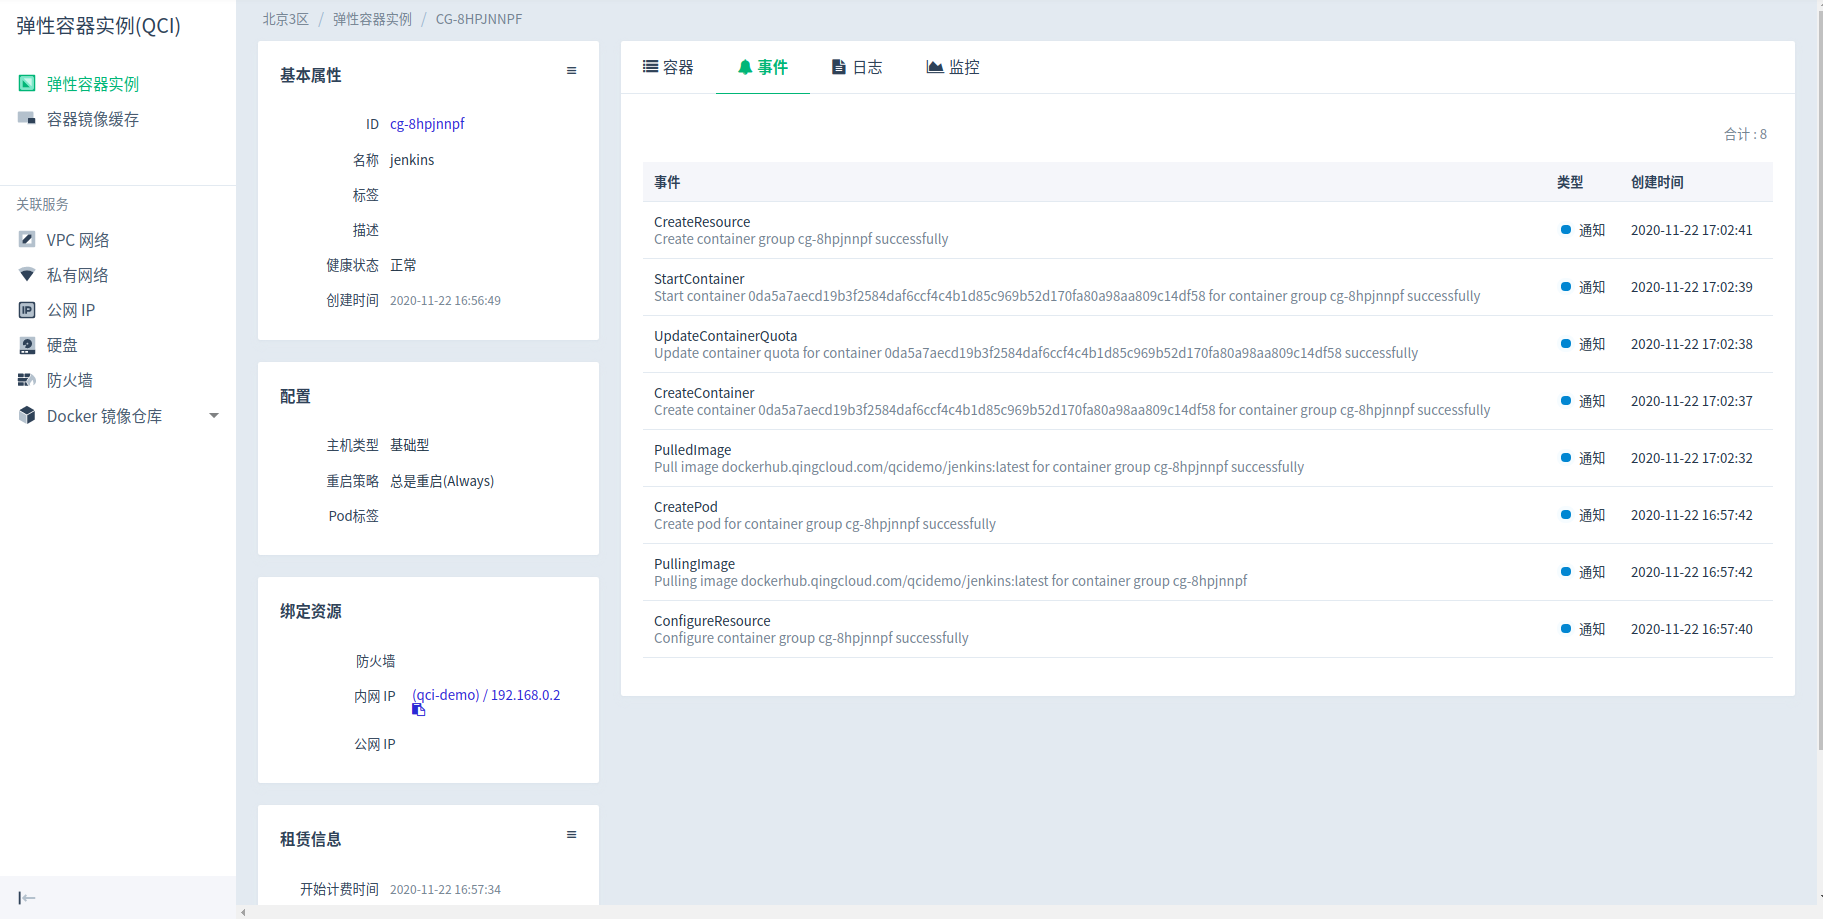 弹性容器实例(QCI)
弹性容器实例
容器镜像缓存
关联服务
VPC 网络
私有网络
公网 IP
硬盘
防火墙
Docker 镜像仓库
北京3区 / 弹性容器实例 / CG-8HPJNNPF
基本属性
ID cg-8hpjnnpf
名称 jenkins
标签
描述
健康状态 正常
创建时间 2020-11-22 16:56:49
配置
主机类型 基础型
重启策略 总是重启(Always)
Pod标签
绑定资源
防火墙
内网 IP (qci-demo) / 192.168.0.2
公网 IP
租赁信息
开始计费时间 2020-11-22 16:57:34
容器 事件 日志 监控
合计 : 8
事件 类型 创建时间
CreateResource
Create container group cg-8hpjnnpf successfully
通知 2020-11-22 17:02:41
StartContainer
Start container 0da5a7aecd19b3f2584daf6ccf4c4b1d85c969b52d170fa80a98aa809c14df58 for container group cg-8hpjnnpf successfully
通知 2020-11-22 17:02:39
UpdateContainerQuota
Update container quota for container 0da5a7aecd19b3f2584daf6ccf4c4b1d85c969b52d170fa80a98aa809c14df58 successfully
通知 2020-11-22 17:02:38
CreateContainer
Create container 0da5a7aecd19b3f2584daf6ccf4c4b1d85c969b52d170fa80a98aa809c14df58 for container group cg-8hpjnnpf successfully
通知 2020-11-22 17:02:37
PulledImage
Pull image dockerhub.qingcloud.com/qcidemo/jenkins:latest for container group cg-8hpjnnpf successfully
通知 2020-11-22 17:02:32
CreatePod
Create pod for container group cg-8hpjnnpf successfully
通知 2020-11-22 16:57:42
PullingImage
Pulling image dockerhub.qingcloud.com/qcidemo/jenkins:latest for container group cg-8hpjnnpf
通知 2020-11-22 16:57:42
ConfigureResource
Configure container group cg-8hpjnnpf successfully
通知 2020-11-22 16:57:40